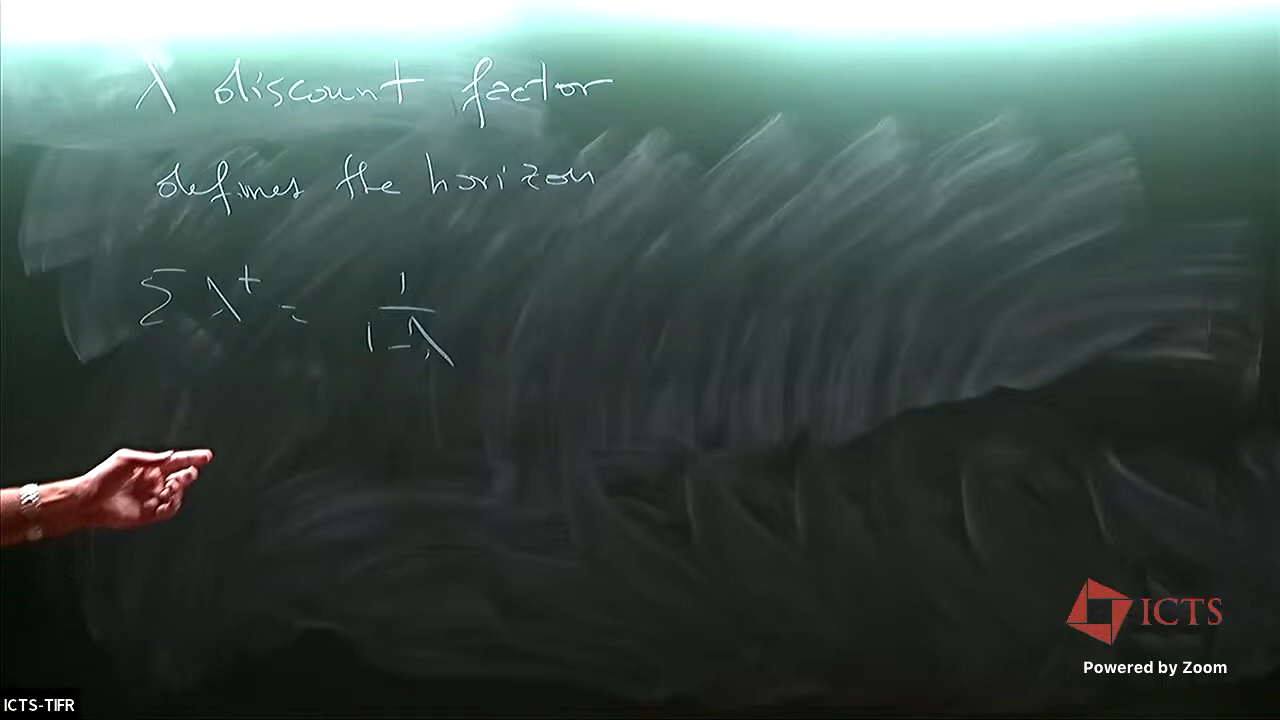 λ discount factor
defines the horizon
Σ λ^t = 1/(1-λ)
ICTS
Powered by Zoom
ICTS-TIFR